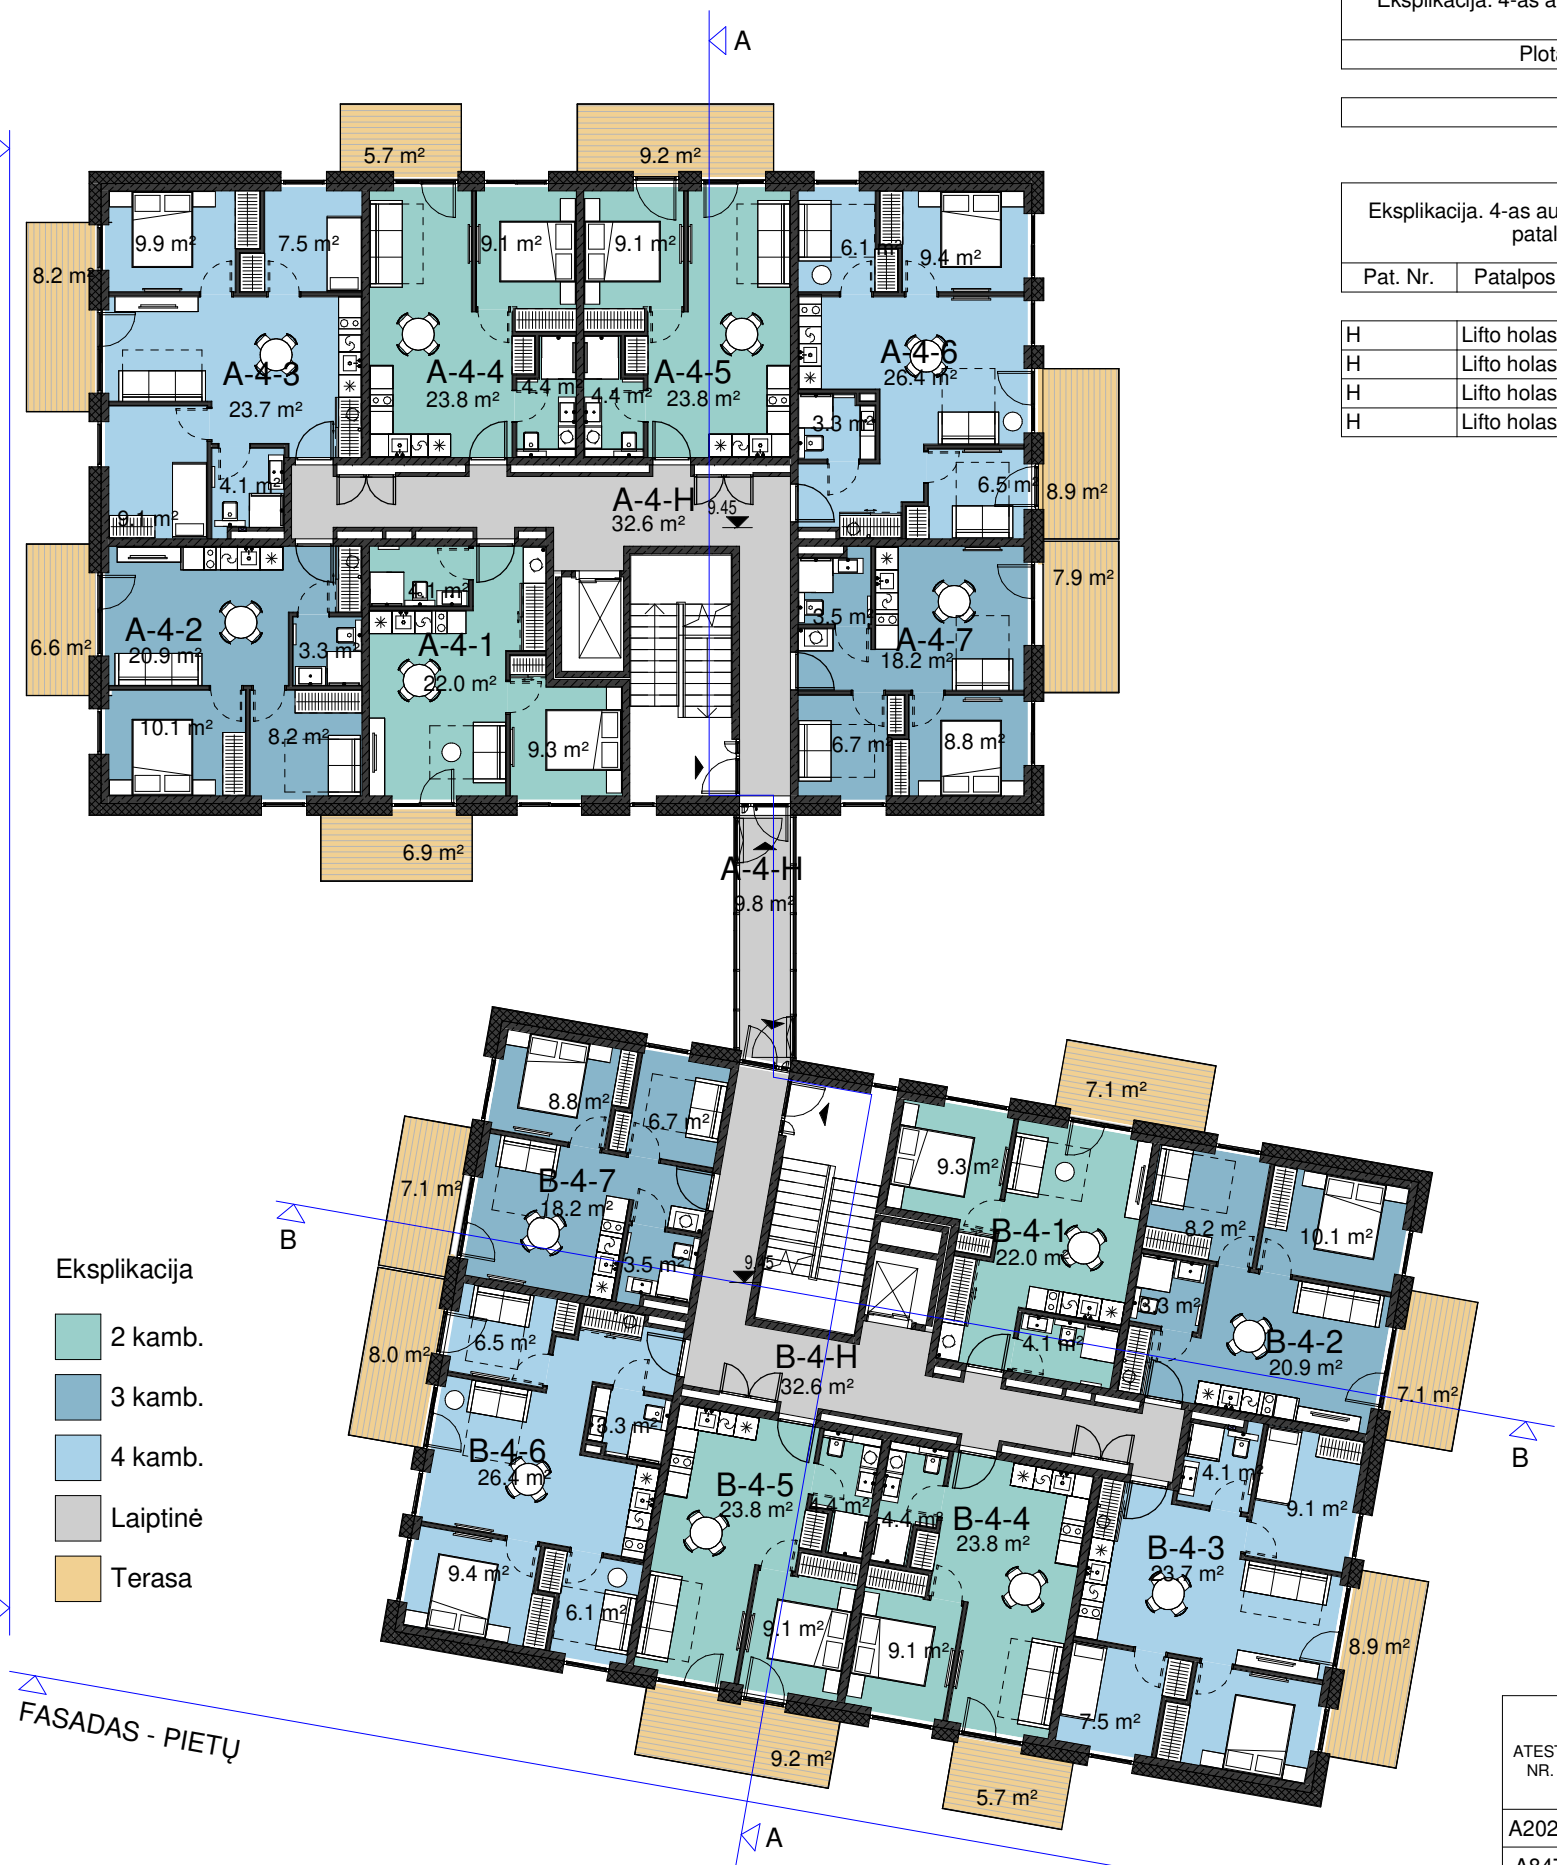 Eksplikacija. 4-as a
Plota
A
5.7 m²
9.2 m²
Eksplikacija. 4-as au
patal
Pat. Nr.
Patalpos
H
Lifto holas
H
Lifto holas
H
Lifto holas
H
Lifto holas
9.9 m²
7.5 m²
9.1 m²
9.1 m²
6.1 m²
9.4 m²
8.2 m²
A-4-3
23.7 m²
A-4-4
23.8 m²
4.4 m²
4.4 m²
A-4-5
23.8 m²
A-4-6
26.4 m²
3.3 m²
4.1 m²
9.1 m²
A-4-H
32.6 m²
9.45
6.5 m²
8.9 m²
7.9 m²
4.1 m²
A-4-2
20.9 m²
3.3 m²
6.6 m²
A-4-1
22.0 m²
3.5 m²
A-4-7
18.2 m²
10.1 m²
8.2 m²
9.3 m²
6.7 m²
8.8 m²
6.9 m²
A-4-H
9.8 m²
7.1 m²
8.8 m²
6.7 m²
9.3 m²
7.1 m²
B-4-7
18.2 m²
B
3.5 m²
9.45
B-4-1
22.0 m²
8.2 m²
10.1 m²
3.3 m²
B-4-2
20.9 m²
4.1 m²
7.1 m²
B
Eksplikacija
2 kamb.
3 kamb.
4 kamb.
Laiptinė
Terasa
6.5 m²
8.0 m²
B-4-H
32.6 m²
3.3 m²
B-4-6
26.4 m²
B-4-5
23.8 m²
4.4 m²
4.4 m²
B-4-4
23.8 m²
4.1 m²
9.1 m²
B-4-3
23.7 m²
9.4 m²
6.1 m²
9.1 m²
9.1 m²
7.5 m²
8.9 m²
9.2 m²
5.7 m²
FASADAS - PIETŲ
A
ATEST
NR.
A202